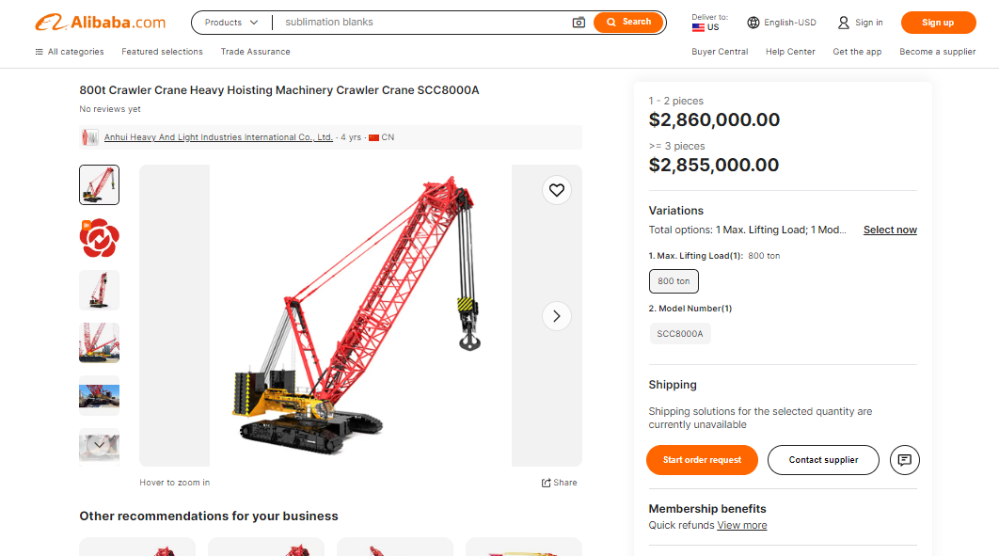 Alibaba.com
Products
sublimation blanks
Search
Deliver to:
US
English-USD
Sign in
Sign up
All categories
Featured selections
Trade Assurance
Buyer Central
Help Center
Get the app
Become a supplier
800t Crawler Crane Heavy Hoisting Machinery Crawler Crane SCC8000A
No reviews yet
Anhui Heavy And Light Industries International Co., Ltd. · 4 yrs · CN
Hover to zoom in
Share
Other recommendations for your business
1 - 2 pieces
$2,860,000.00
>= 3 pieces
$2,855,000.00
Variations
Total options: 1 Max. Lifting Load; 1 Mod... Select now
1. Max. Lifting Load(1): 800 ton
800 ton
2. Model Number(1)
SCC8000A
Shipping
Shipping solutions for the selected quantity are
currently unavailable
Start order request
Contact supplier
Membership benefits
Quick refunds View more